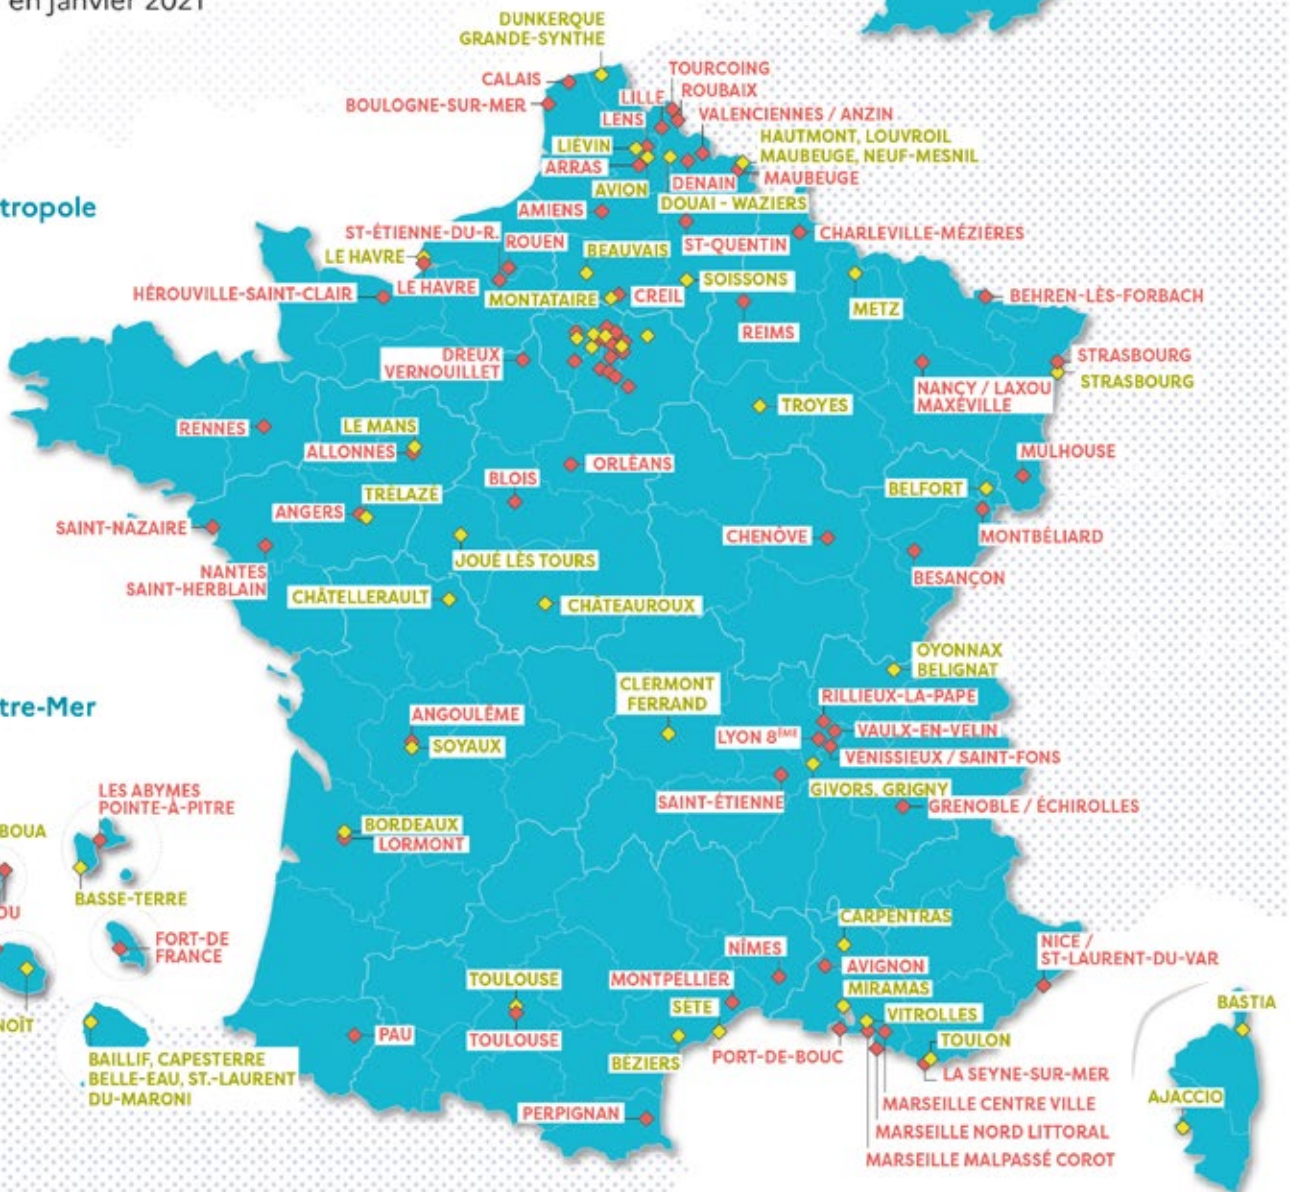 en janvier 2021
DUNKERQUE
GRANDE-SYNTHE
CALAIS
TOURCOING
ROUBAIX
BOULOGNE-SUR-MER
LILLE
VALENCIENNES / ANZIN
LENS
HAUTMONT, LOUVROIL
MAUBEUGE, NEUF-MESNIL
LIÉVIN
ARRAS
MAUBEUGE
DENAIN
AVION
DOUAI - WAZIERS
tropole
AMIENS
ST-QUENTIN
CHARLEVILLE-MÉZIÈRES
ST-ÉTIENNE-DU-R.
ROUEN
BEAUVAIS
LE HAVRE
SOISSONS
LE HAVRE
HÉROUVILLE-SAINT-CLAIR
MONTATAIRE
CREIL
BEHREN-LÈS-FORBACH
METZ
REIMS
DREUX
VERNOUILLET
STRASBOURG
STRASBOURG
NANCY / LAXOU
MAXÉVILLE
TROYES
RENNES
LE MANS
ALLONNES
MULHOUSE
ORLÉANS
BLOIS
BELFORT
TRÉLAZÉ
ANGERS
SAINT-NAZAIRE
CHENÔVE
MONTBÉLIARD
JOUÉ LÈS TOURS
NANTES
SAINT-HERBLAIN
BESANÇON
CHÂTELLERAULT
CHÂTEAUROUX
OYONNAX
BELIGNAT
CLERMONT
FERRAND
RILLIEUX-LA-PAPE
tre-Mer
ANGOULÊME
SOYAUX
LYON 8ÈME
VAULX-EN-VELIN
VÉNISSIEUX / SAINT-FONS
LES ABYMES
POINTE-À-PITRE
SAINT-ÉTIENNE
GIVORS, GRIGNY
GRENOBLE / ÉCHIROLLES
BOUA
BORDEAUX
LORMONT
BASSE-TERRE
OU
CARPENTRAS
FORT-DE
FRANCE
NÎMES
NICE /
ST-LAURENT-DU-VAR
AVIGNON
TOULOUSE
MONTPELLIER
MIRAMAS
SÈTE
BASTIA
NOÎT
VITROLLES
PAU
TOULOUSE
TOULON
BÉZIERS
PORT-DE-BOUC
BAILLIF, CAPESTERRE
BELLE-EAU, ST.-LAURENT
DU-MARONI
LA SEYNE-SUR-MER
AJACCIO
PERPIGNAN
MARSEILLE CENTRE VILLE
MARSEILLE NORD LITTORAL
MARSEILLE MALPASSÉ COROT